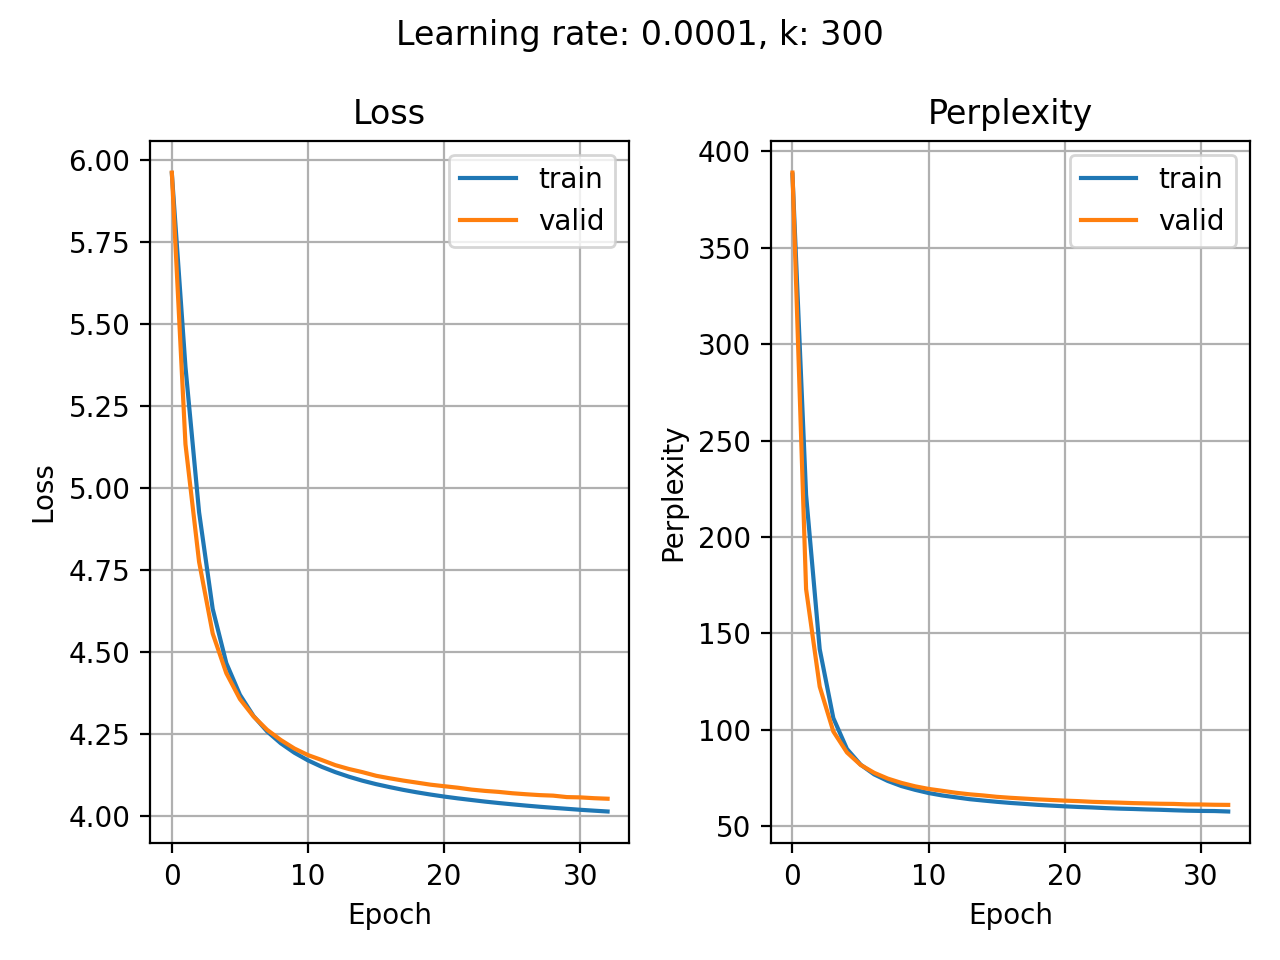 Learning rate: 0.0001, k: 300
Loss
6.00
5.75
5.50
5.25
5.00
4.75
4.50
4.25
4.00
Loss
0 10 20 30
Epoch
train
valid
Perplexity
400
350
300
250
200
150
100
50
Perplexity
0 10 20 30
Epoch
train
valid